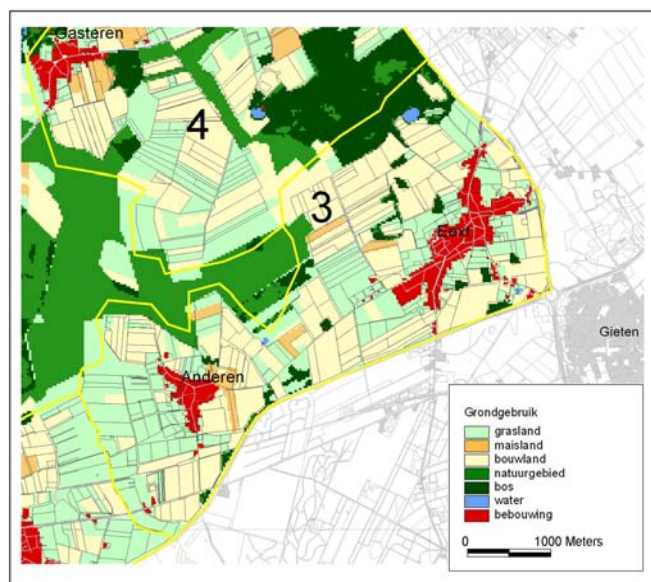 Gasteren
4
3
Eext
Gieten
Anderen
Grondgebruik
grasland
maisland
bouwland
natuurgebied
bos
water
bebouwing
0 1000 Meters